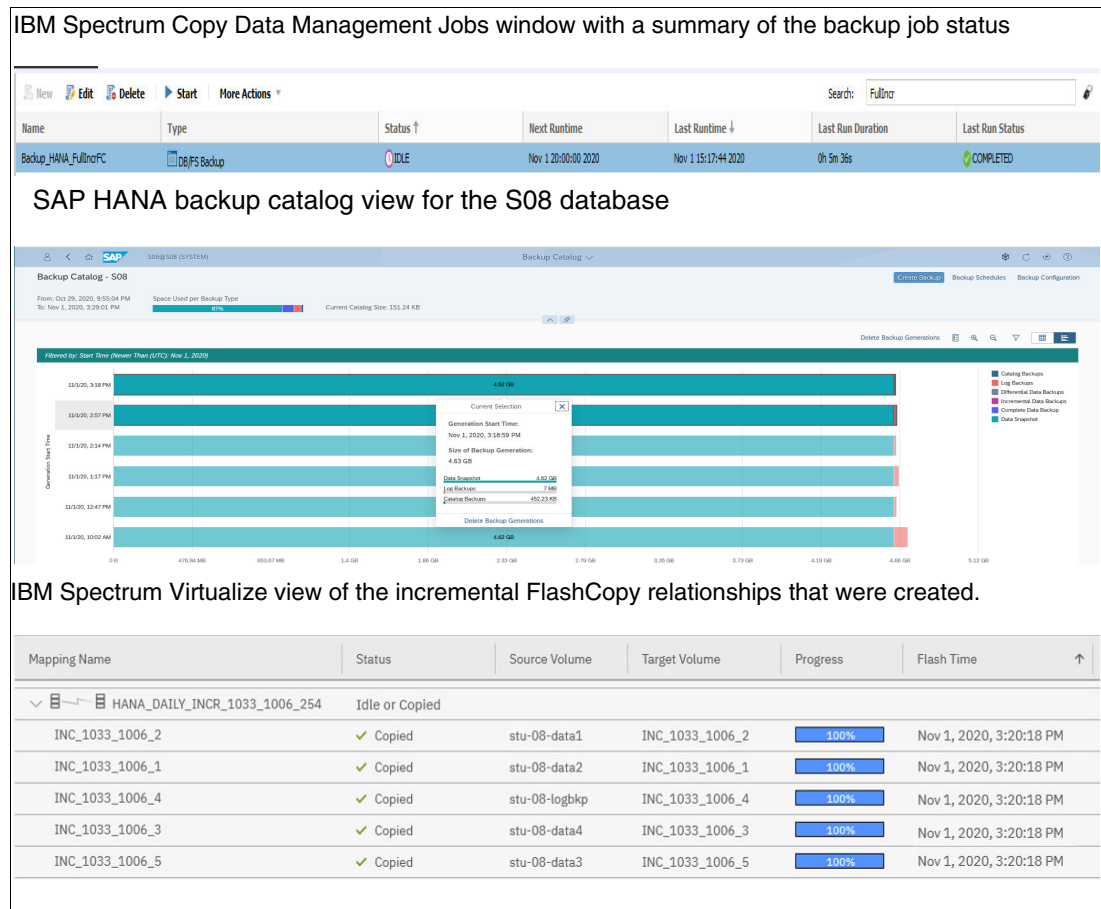 IBM Spectrum Copy Data Management Jobs window with a summary of the backup job status
New Edit Delete Start More Actions Search: FullIncr
Name Type Status ↑ Next Runtime Last Runtime ↓ Last Run Duration Last Run Status
Backup_HANA_FullIncrFC DB/FS Backup IDLE Nov 1 20:00:00 2020 Nov 1 15:17:44 2020 0h 5m 36s COMPLETED
SAP HANA backup catalog view for the S08 database
SAP S08@S08 (SYSTEM) Backup Catalog
Backup Catalog - S08 Create Backup Backup Schedules Backup Configuration
From: Oct 29, 2020, 9:55:04 PM Space Used per Backup Type
To: Nov 1, 2020, 3:29:01 PM 87% Current Catalog Size: 151.24 KB
Delete Backup Generations
Filtered by: Start Time (Newer Than (UTC): Nov 1, 2020)
Generation Start Time
11/1/20, 3:18 PM 4.62 GB
11/1/20, 2:57 PM
11/1/20, 2:14 PM
11/1/20, 1:17 PM
11/1/20, 12:47 PM
11/1/20, 10:02 AM 4.62 GB
Current Selection
Generation Start Time:
Nov 1, 2020, 3:18:59 PM
Size of Backup Generation:
4.63 GB
Data Snapshot 4.62 GB
Log Backups 7 MB
Catalog Backups 452.23 KB
Delete Backup Generations
Catalog Backups
Log Backups
Differential Data Backups
Incremental Data Backups
Complete Data Backup
Data Snapshot
0 B 476.84 MB 953.67 MB 1.4 GB 1.86 GB 2.33 GB 2.79 GB 3.26 GB 3.73 GB 4.19 GB 4.66 GB 5.12 GB
IBM Spectrum Virtualize view of the incremental FlashCopy relationships that were created.
Mapping Name Status Source Volume Target Volume Progress Flash Time ↑
HANA_DAILY_INCR_1033_1006_254 Idle or Copied
INC_1033_1006_2 Copied stu-08-data1 INC_1033_1006_2 100% Nov 1, 2020, 3:20:18 PM
INC_1033_1006_1 Copied stu-08-data2 INC_1033_1006_1 100% Nov 1, 2020, 3:20:18 PM
INC_1033_1006_4 Copied stu-08-logbkp INC_1033_1006_4 100% Nov 1, 2020, 3:20:18 PM
INC_1033_1006_3 Copied stu-08-data4 INC_1033_1006_3 100% Nov 1, 2020, 3:20:18 PM
INC_1033_1006_5 Copied stu-08-data3 INC_1033_1006_5 100% Nov 1, 2020, 3:20:18 PM